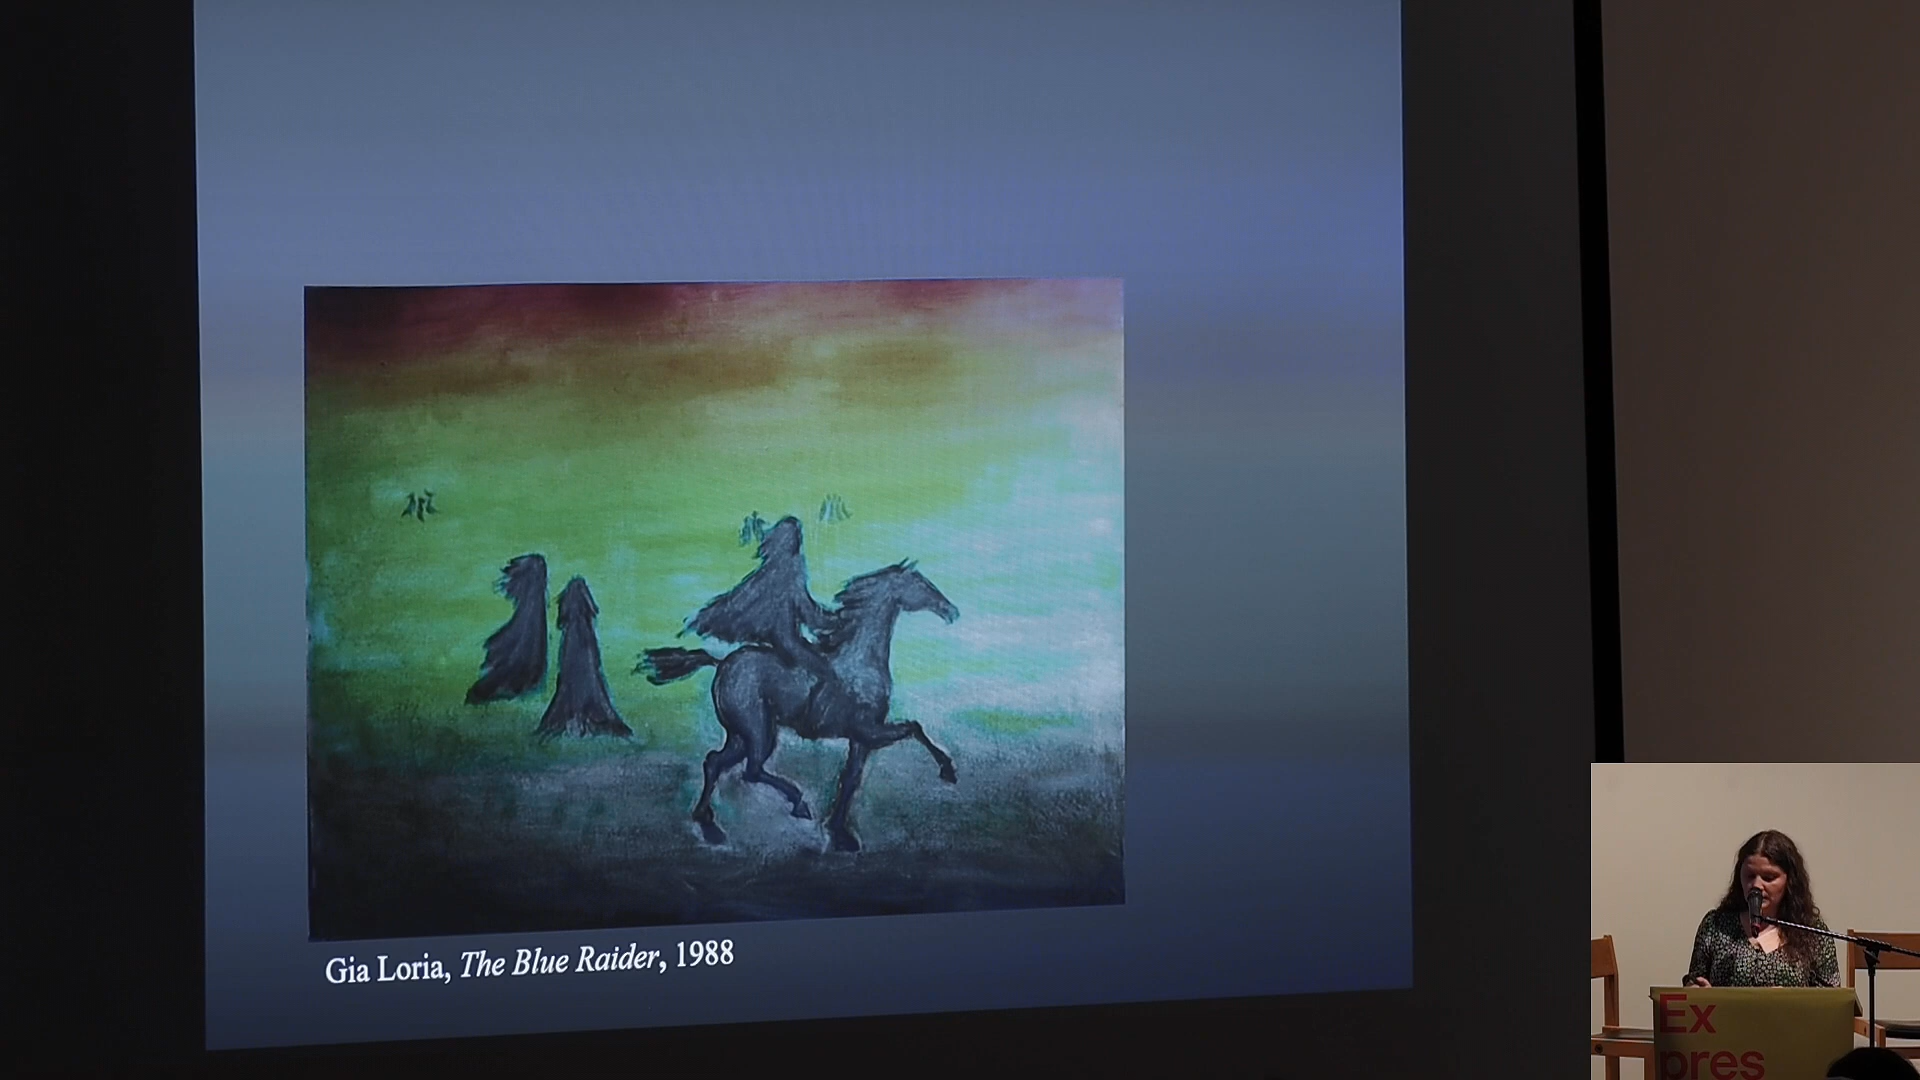 Gia Loria, The Blue Raider, 1988
Ex
pres